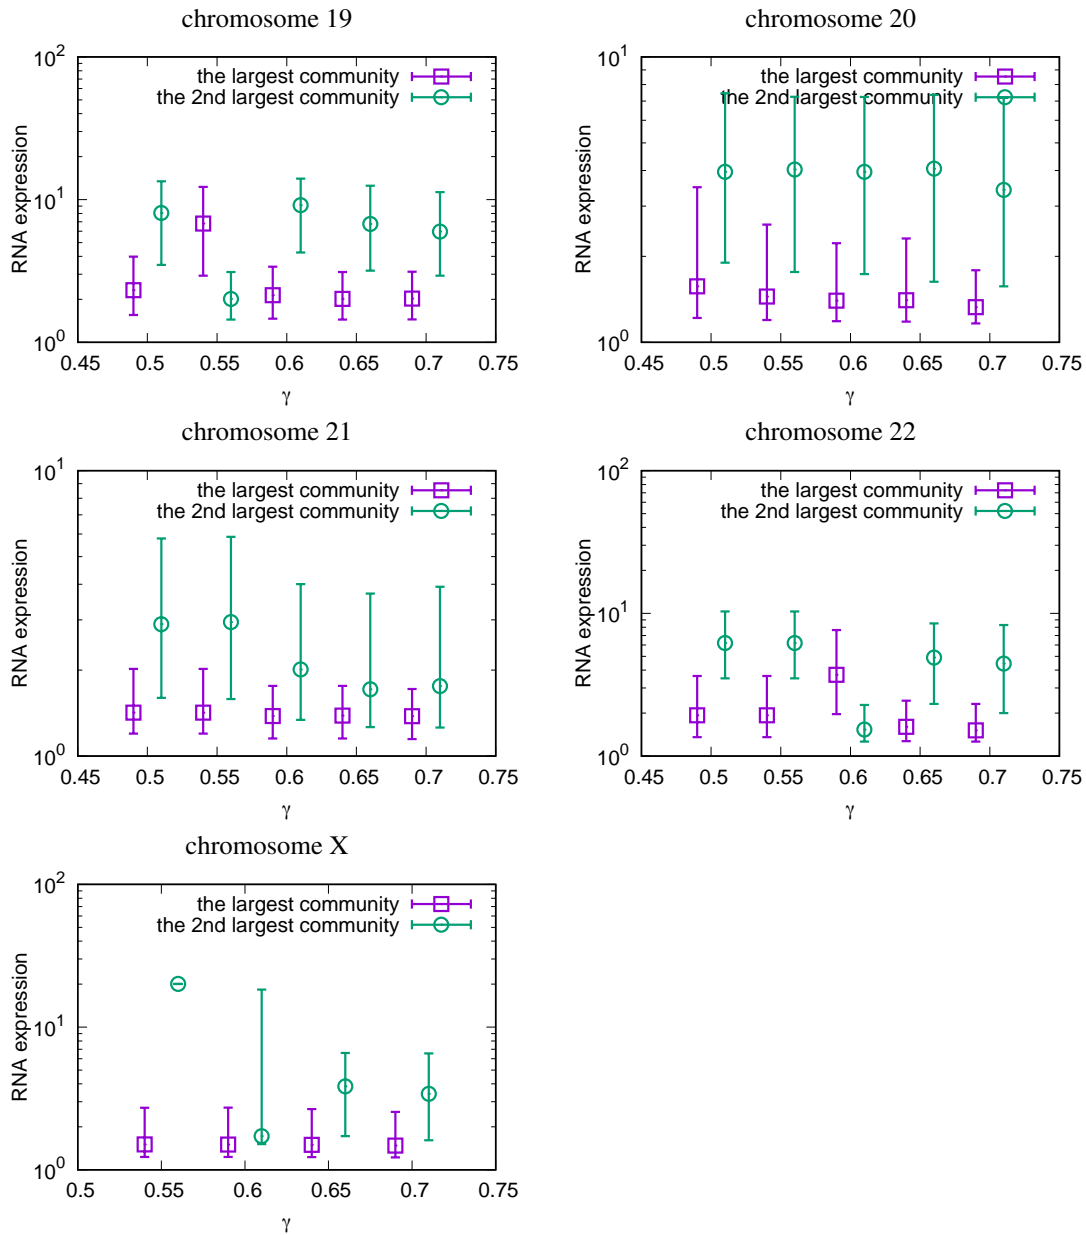 chromosome 19
10^2
10^1
10^0
RNA expression
the largest community
the 2nd largest community
0.45 0.5 0.55 0.6 0.65 0.7 0.75
γ
chromosome 20
10^1
10^0
RNA expression
the largest community
the 2nd largest community
0.45 0.5 0.55 0.6 0.65 0.7 0.75
γ
chromosome 21
10^1
10^0
RNA expression
the largest community
the 2nd largest community
0.45 0.5 0.55 0.6 0.65 0.7 0.75
γ
chromosome 22
10^2
10^1
10^0
RNA expression
the largest community
the 2nd largest community
0.45 0.5 0.55 0.6 0.65 0.7 0.75
γ
chromosome X
10^2
10^1
10^0
RNA expression
the largest community
the 2nd largest community
0.5 0.55 0.6 0.65 0.7 0.75
γ